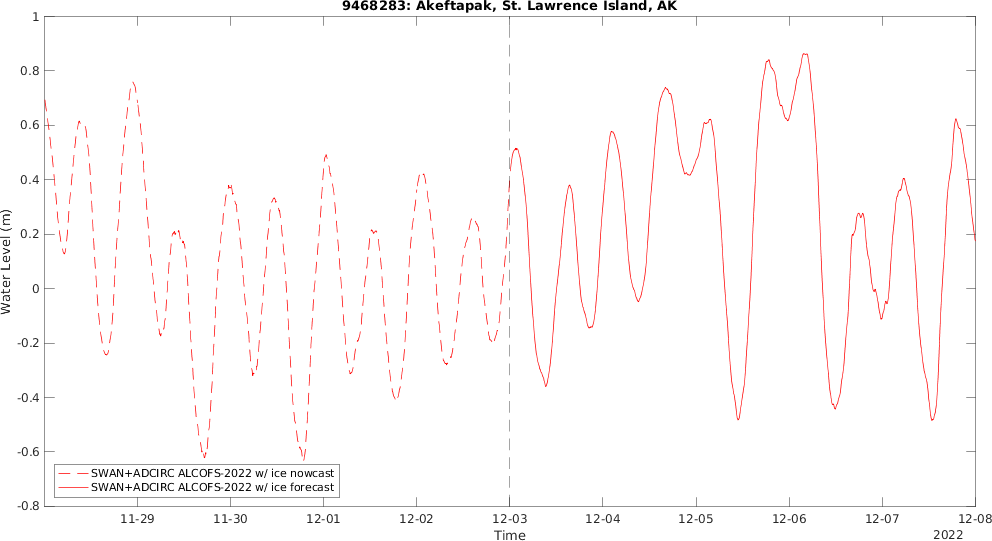 9468283: Akeftapak, St. Lawrence Island, AK
Water Level (m)
1
0.8
0.6
0.4
0.2
0
-0.2
-0.4
-0.6
-0.8
SWAN+ADCIRC ALCOFS-2022 w/ ice nowcast
SWAN+ADCIRC ALCOFS-2022 w/ ice forecast
11-29 11-30 12-01 12-02 12-03 12-04 12-05 12-06 12-07 12-08
Time
2022